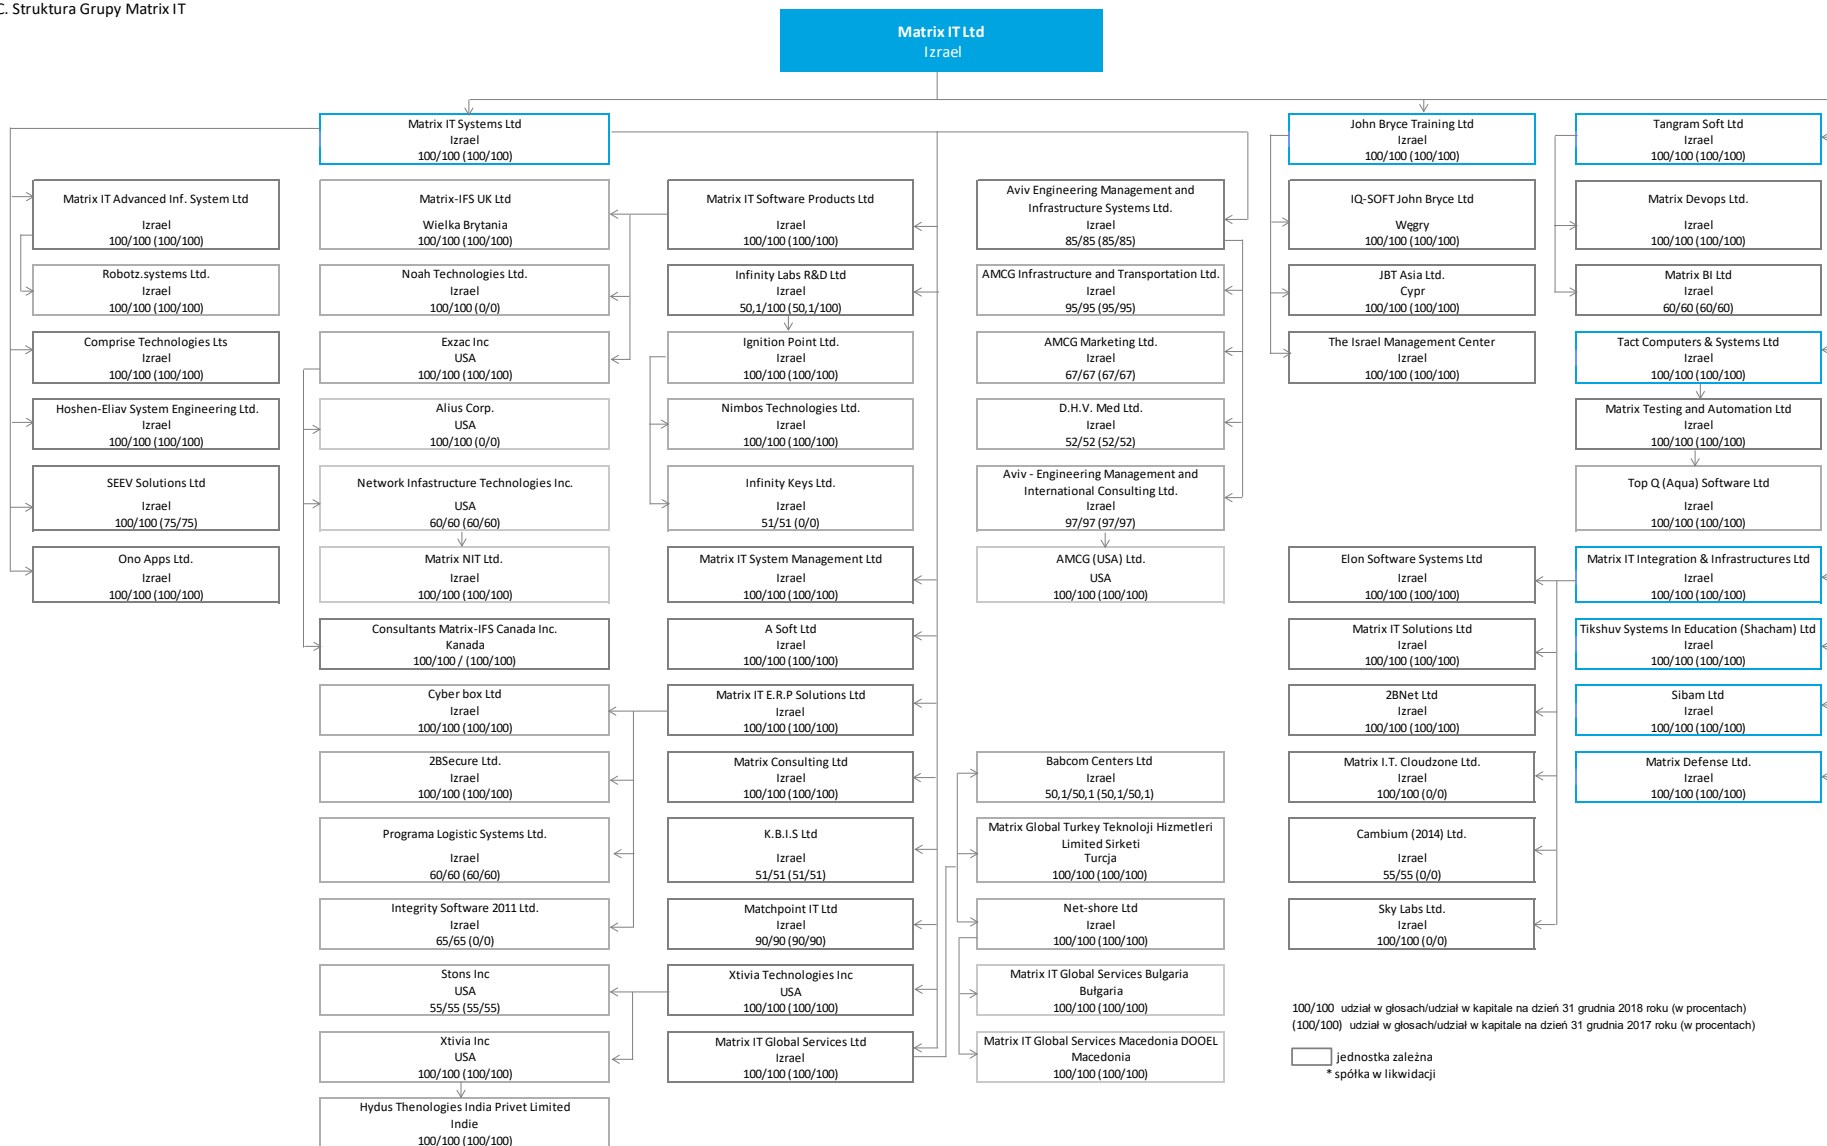 C. Struktura Grupy Matrix IT
Matrix IT Ltd
Izrael
Matrix IT Systems Ltd
Izrael
100/100 (100/100)
John Bryce Training Ltd
Izrael
100/100 (100/100)
Tangram Soft Ltd
Izrael
100/100 (100/100)
Matrix IT Advanced Inf. System Ltd
Izrael
100/100 (100/100)
Matrix-IFS UK Ltd
Wielka Brytania
100/100 (100/100)
Matrix IT Software Products Ltd
Izrael
100/100 (100/100)
Aviv Engineering Management and
Infrastructure Systems Ltd.
Izrael
85/85 (85/85)
IQ-SOFT John Bryce Ltd
Węgry
100/100 (100/100)
Matrix Devops Ltd.
Izrael
100/100 (100/100)
Robotz.systems Ltd.
Izrael
100/100 (100/100)
Noah Technologies Ltd.
Izrael
100/100 (0/0)
Infinity Labs R&D Ltd
Izrael
50,1/100 (50,1/100)
AMCG Infrastructure and Transportation Ltd.
Izrael
95/95 (95/95)
JBT Asia Ltd.
Cypr
100/100 (100/100)
Matrix BI Ltd
Izrael
60/60 (60/60)
Comprise Technologies Lts
Izrael
100/100 (100/100)
Exzac Inc
USA
100/100 (100/100)
Ignition Point Ltd.
Izrael
100/100 (100/100)
AMCG Marketing Ltd.
Izrael
67/67 (67/67)
The Israel Management Center
Izrael
100/100 (100/100)
Tact Computers & Systems Ltd
Izrael
100/100 (100/100)
Hoshen-Eliav System Engineering Ltd.
Izrael
100/100 (100/100)
Alius Corp.
USA
100/100 (0/0)
Nimbos Technologies Ltd.
Izrael
100/100 (100/100)
D.H.V. Med Ltd.
Izrael
52/52 (52/52)
Matrix Testing and Automation Ltd
Izrael
100/100 (100/100)
SEEV Solutions Ltd
Izrael
100/100 (75/75)
Network Infastructure Technologies Inc.
USA
60/60 (60/60)
Infinity Keys Ltd.
Izrael
51/51 (0/0)
Aviv - Engineering Management and
International Consulting Ltd.
Izrael
97/97 (97/97)
Top Q (Aqua) Software Ltd
Izrael
100/100 (100/100)
Ono Apps Ltd.
Izrael
100/100 (100/100)
Matrix NIT Ltd.
Izrael
100/100 (100/100)
Matrix IT System Management Ltd
Izrael
100/100 (100/100)
AMCG (USA) Ltd.
USA
100/100 (100/100)
Elon Software Systems Ltd
Izrael
100/100 (100/100)
Matrix IT Integration & Infrastructures Ltd
Izrael
100/100 (100/100)
Consultants Matrix-IFS Canada Inc.
Kanada
100/100 / (100/100)
A Soft Ltd
Izrael
100/100 (100/100)
Matrix IT Solutions Ltd
Izrael
100/100 (100/100)
Tikshuv Systems In Education (Shacham) Ltd
Izrael
100/100 (100/100)
Cyber box Ltd
Izrael
100/100 (100/100)
Matrix IT E.R.P Solutions Ltd
Izrael
100/100 (100/100)
2BNet Ltd
Izrael
100/100 (100/100)
Sibam Ltd
Izrael
100/100 (100/100)
2BSecure Ltd.
Izrael
100/100 (100/100)
Matrix Consulting Ltd
Izrael
100/100 (100/100)
Babcom Centers Ltd
Izrael
50,1/50,1 (50,1/50,1)
Matrix I.T. Cloudzone Ltd.
Izrael
100/100 (0/0)
Matrix Defense Ltd.
Izrael
100/100 (100/100)
Programa Logistic Systems Ltd.
Izrael
60/60 (60/60)
K.B.I.S Ltd
Izrael
51/51 (51/51)
Matrix Global Turkey Teknoloji Hizmetleri
Limited Sirketi
Turcja
100/100 (100/100)
Cambium (2014) Ltd.
Izrael
55/55 (0/0)
Integrity Software 2011 Ltd.
Izrael
65/65 (0/0)
Matchpoint IT Ltd
Izrael
90/90 (90/90)
Net-shore Ltd
Izrael
100/100 (100/100)
Sky Labs Ltd.
Izrael
100/100 (0/0)
Stons Inc
USA
55/55 (55/55)
Xtivia Technologies Inc
USA
100/100 (100/100)
Matrix IT Global Services Bulgaria
Bułgaria
100/100 (100/100)
Xtivia Inc
USA
100/100 (100/100)
Matrix IT Global Services Ltd
Izrael
100/100 (100/100)
Matrix IT Global Services Macedonia DOOEL
Macedonia
100/100 (100/100)
Hydus Thenologies India Privet Limited
Indie
100/100 (100/100)
100/100 udział w głosach/udział w kapitale na dzień 31 grudnia 2018 roku (w procentach)
(100/100) udział w głosach/udział w kapitale na dzień 31 grudnia 2017 roku (w procentach)
jednostka zależna
* spółka w likwidacji